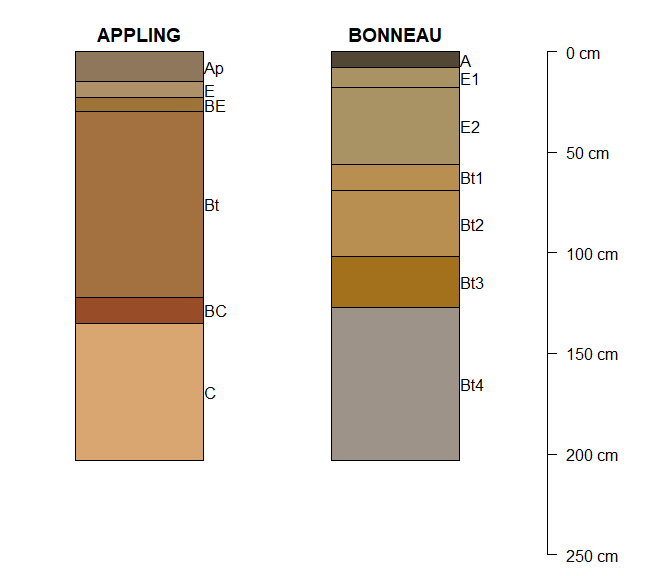 APPLING
Ap
E
BE
Bt
BC
C
BONNEAU
A
E1
E2
Bt1
Bt2
Bt3
Bt4
0 cm
50 cm
100 cm
150 cm
200 cm
250 cm